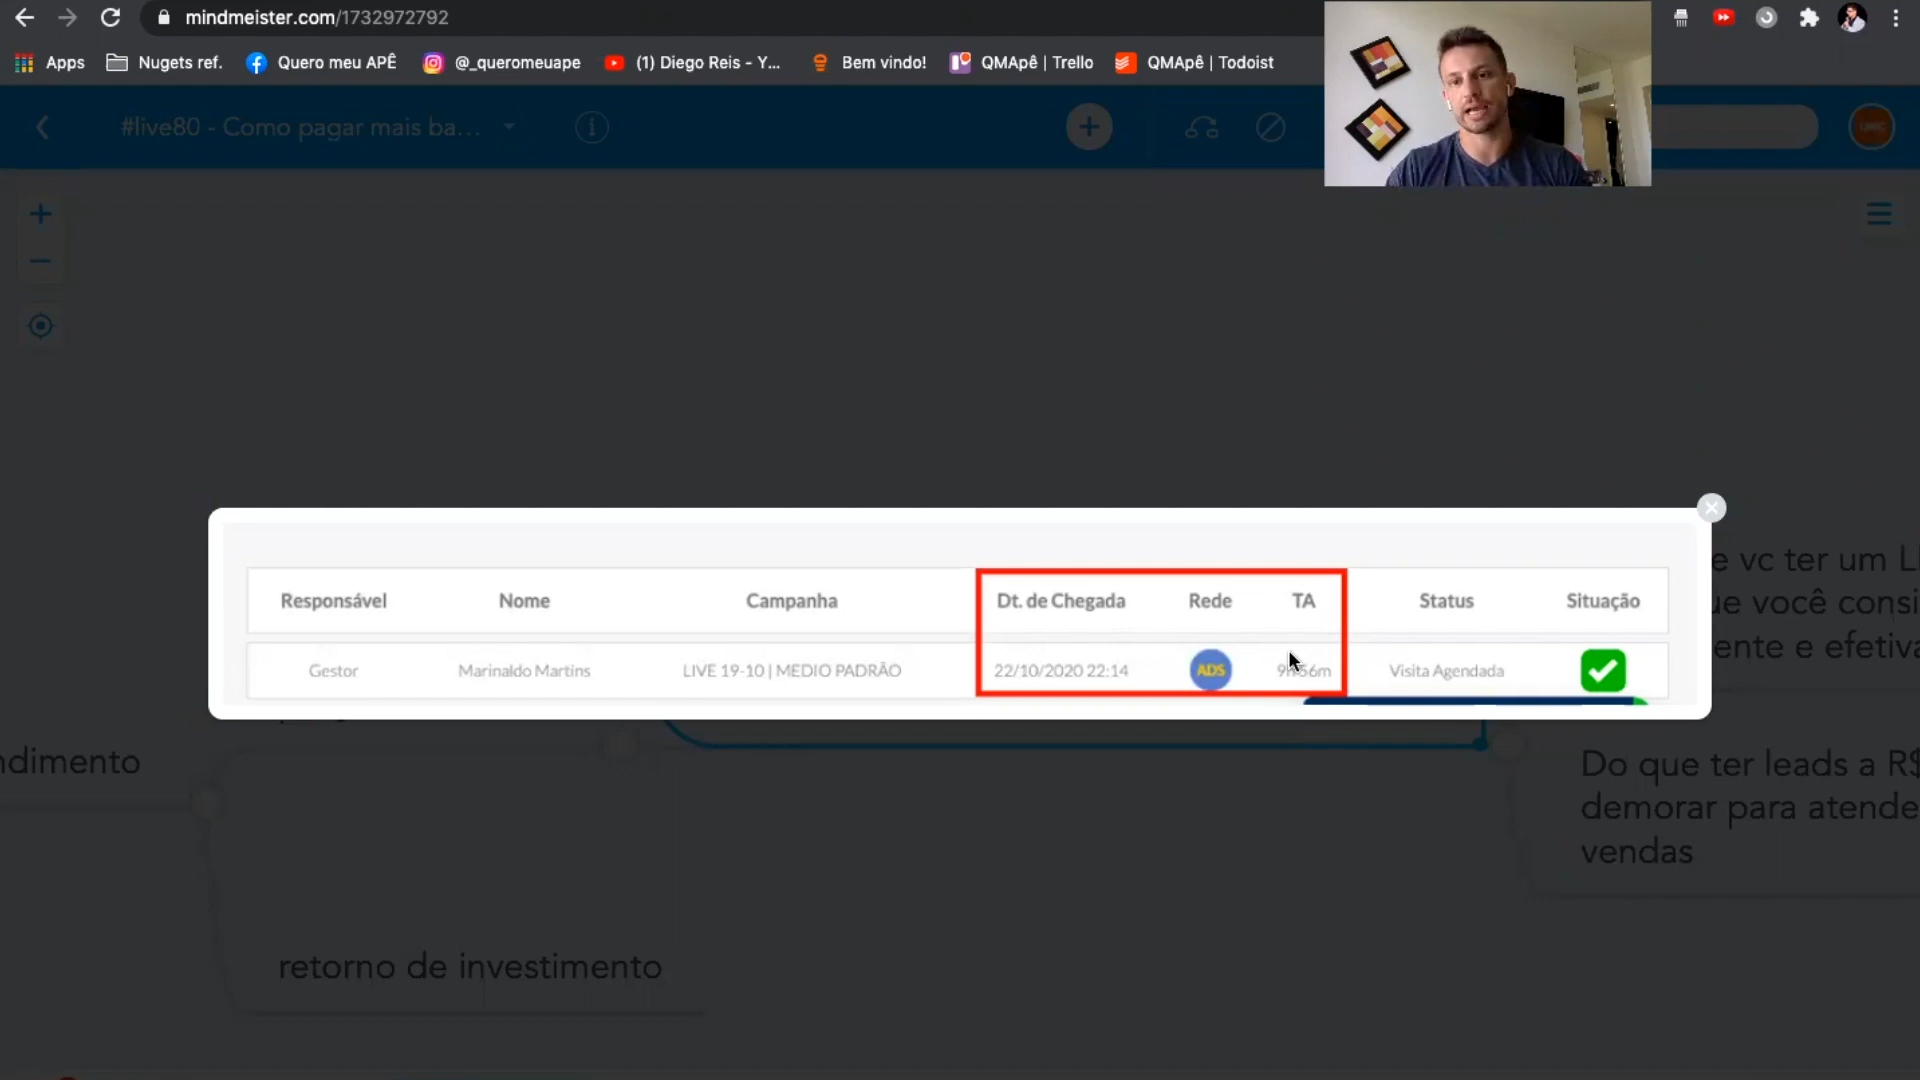 mindmeister.com/1732972792
Apps
Nugets ref.
Quero meu APÊ
@_queromeuape
(1) Diego Reis - Y...
Bem vindo!
QMApê | Trello
QMApê | Todoist
#live80 - Como pagar mais ba...
Responsável Nome Campanha Dt. de Chegada Rede TA Status Situação
Gestor Marinaldo Martins LIVE 19-10 | MEDIO PADRÃO 22/10/2020 22:14 ADS Visita Agendada
e vc ter um L
ue você consi
ente e efetiva
ndimento
Do que ter leads a R$
demorar para atende
vendas
retorno de investimento